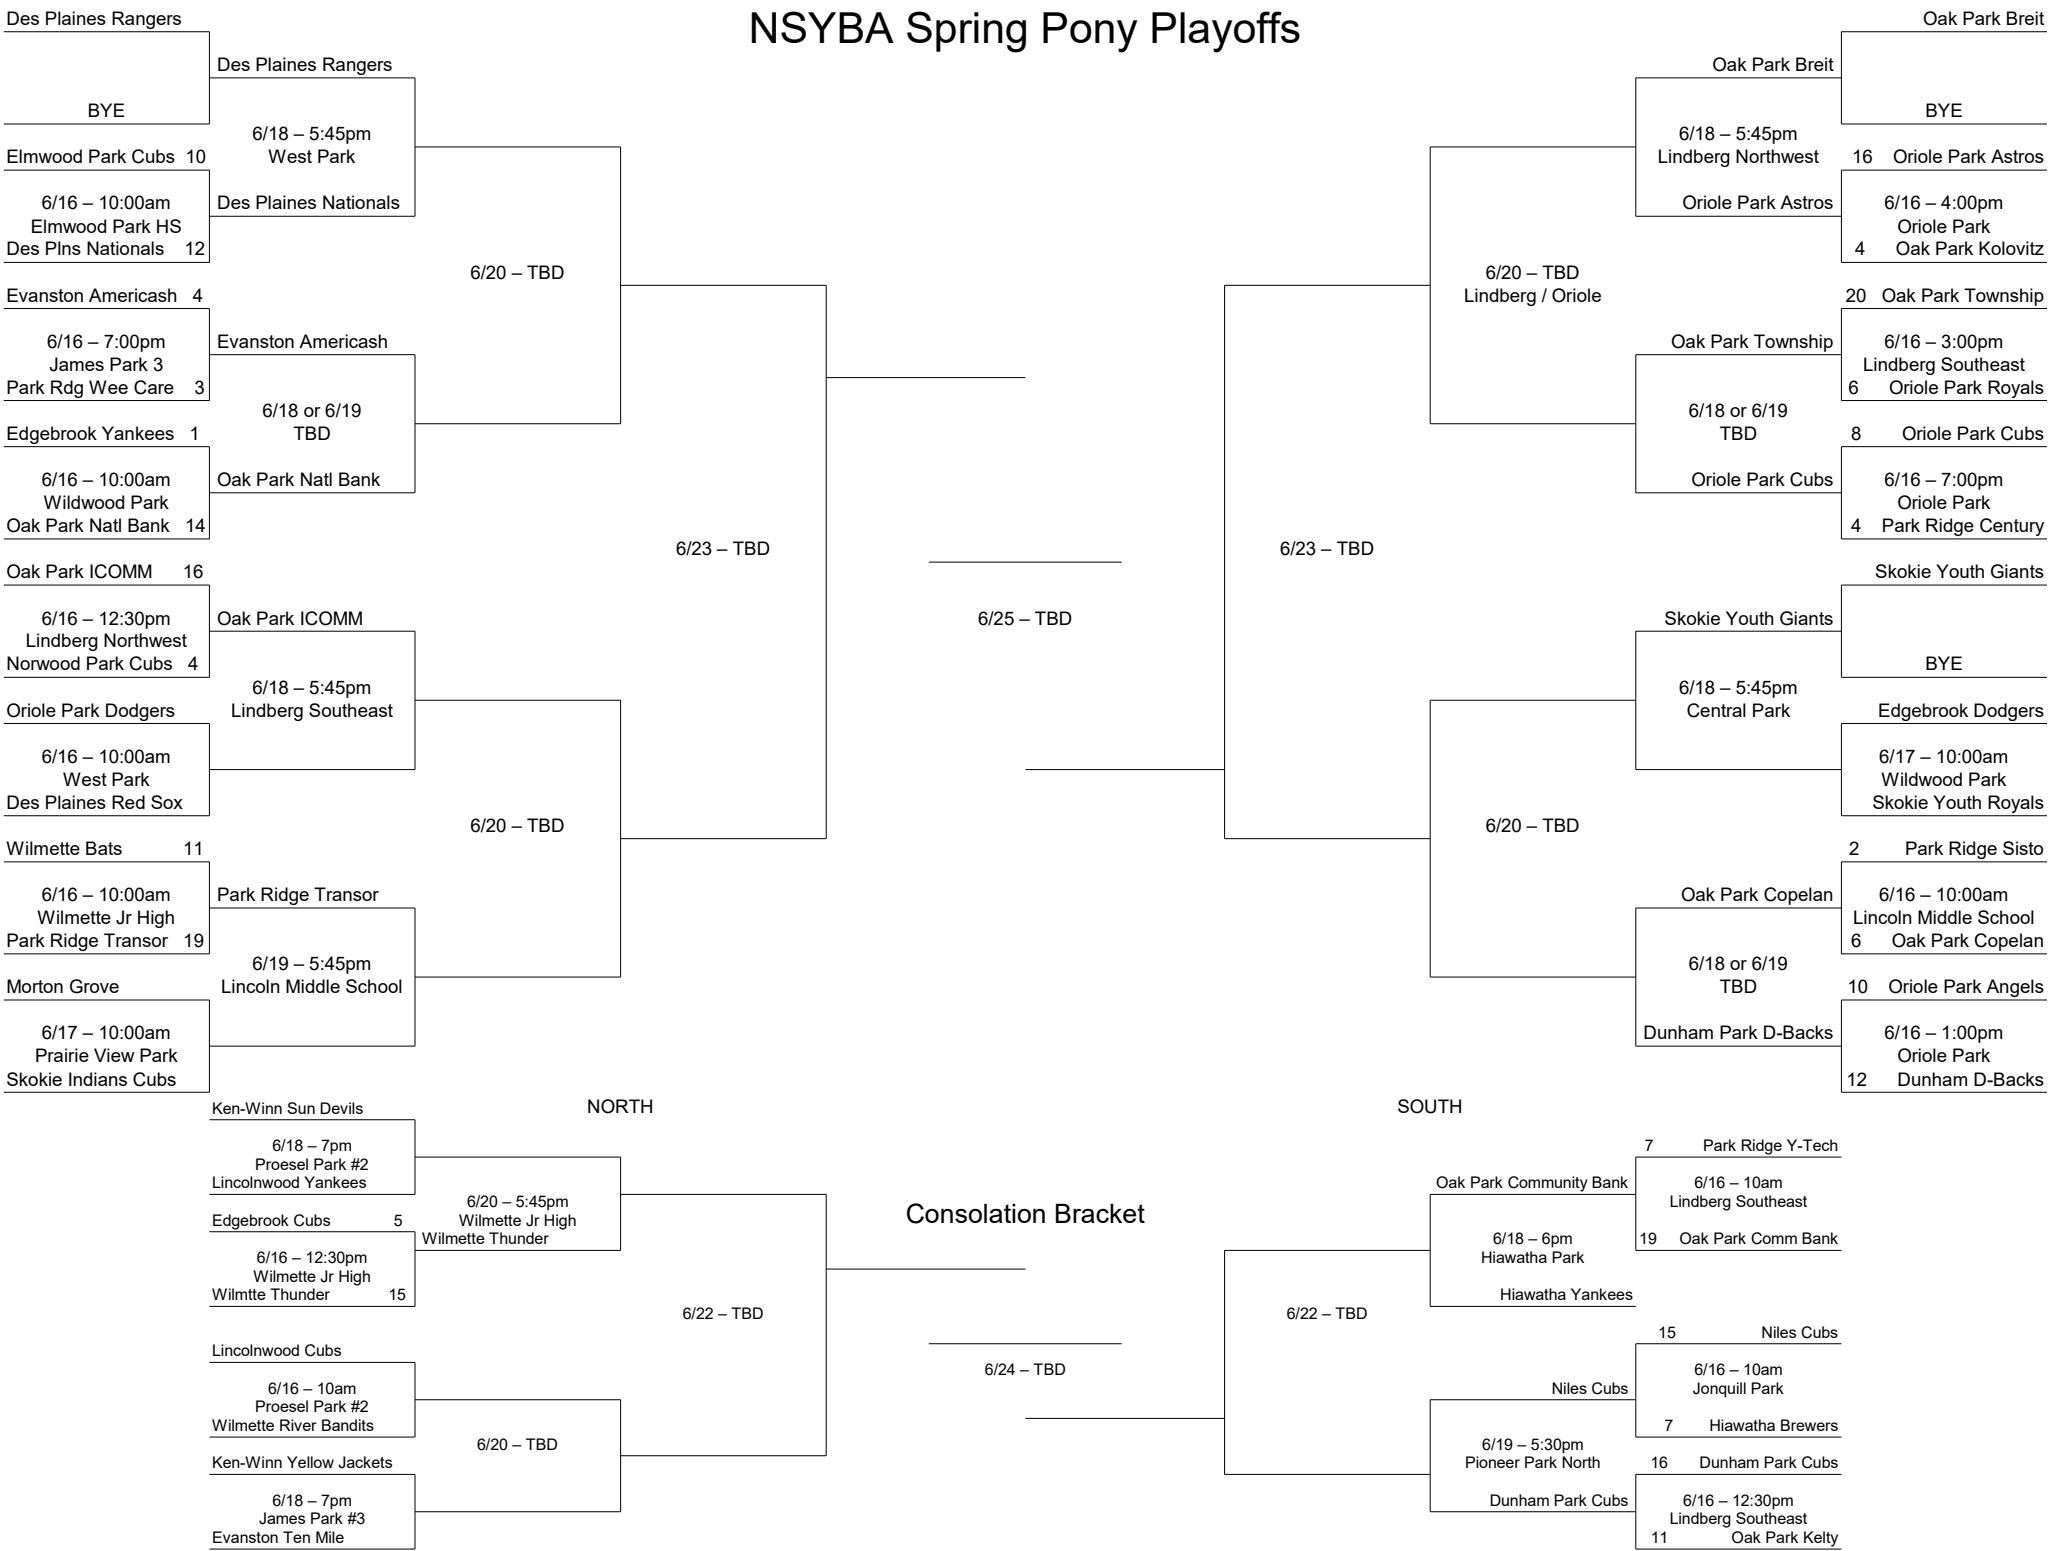 NSYBA Spring Pony Playoffs
Des Plaines Rangers
BYE
Elmwood Park Cubs 10
6/16 – 10:00am
Elmwood Park HS
Des Plns Nationals 12
Evanston Americash 4
6/16 – 7:00pm
James Park 3
Park Rdg Wee Care 3
Edgebrook Yankees 1
6/16 – 10:00am
Wildwood Park
Oak Park Natl Bank 14
Oak Park ICOMM 16
6/16 – 12:30pm
Lindberg Northwest
Norwood Park Cubs 4
Oriole Park Dodgers
6/16 – 10:00am
West Park
Des Plaines Red Sox
Wilmette Bats 11
6/16 – 10:00am
Wilmette Jr High
Park Ridge Transor 19
Morton Grove
6/17 – 10:00am
Prairie View Park
Skokie Indians Cubs
Des Plaines Rangers
6/18 – 5:45pm
West Park
Des Plaines Nationals
Evanston Americash
6/18 or 6/19
TBD
Oak Park Natl Bank
Oak Park ICOMM
6/18 – 5:45pm
Lindberg Southeast
Park Ridge Transor
6/19 – 5:45pm
Lincoln Middle School
6/20 – TBD
6/20 – TBD
6/23 – TBD
6/25 – TBD
6/23 – TBD
6/20 – TBD
Lindberg / Oriole
6/20 – TBD
Oak Park Breit
6/18 – 5:45pm
Lindberg Northwest
Oriole Park Astros
Oak Park Township
6/18 or 6/19
TBD
Oriole Park Cubs
Skokie Youth Giants
6/18 – 5:45pm
Central Park
Oak Park Copelan
6/18 or 6/19
TBD
Dunham Park D-Backs
Oak Park Breit
BYE
16 Oriole Park Astros
6/16 – 4:00pm
Oriole Park
4 Oak Park Kolovitz
20 Oak Park Township
6/16 – 3:00pm
Lindberg Southeast
6 Oriole Park Royals
8 Oriole Park Cubs
6/16 – 7:00pm
Oriole Park
4 Park Ridge Century
Skokie Youth Giants
BYE
Edgebrook Dodgers
6/17 – 10:00am
Wildwood Park
Skokie Youth Royals
2 Park Ridge Sisto
6/16 – 10:00am
Lincoln Middle School
6 Oak Park Copelan
10 Oriole Park Angels
6/16 – 1:00pm
Oriole Park
12 Dunham D-Backs
NORTH
SOUTH
Consolation Bracket
Ken-Winn Sun Devils
6/18 – 7pm
Proesel Park #2
Lincolnwood Yankees
Edgebrook Cubs 5
6/16 – 12:30pm
Wilmette Jr High
Wilmtte Thunder 15
Lincolnwood Cubs
6/16 – 10am
Proesel Park #2
Wilmette River Bandits
Ken-Winn Yellow Jackets
6/18 – 7pm
James Park #3
Evanston Ten Mile
6/20 – 5:45pm
Wilmette Jr High
Wilmette Thunder
6/20 – TBD
6/22 – TBD
6/24 – TBD
6/22 – TBD
Oak Park Community Bank
6/18 – 6pm
Hiawatha Park
Hiawatha Yankees
Niles Cubs
6/19 – 5:30pm
Pioneer Park North
Dunham Park Cubs
7 Park Ridge Y-Tech
6/16 – 10am
Lindberg Southeast
19 Oak Park Comm Bank
15 Niles Cubs
6/16 – 10am
Jonquill Park
7 Hiawatha Brewers
16 Dunham Park Cubs
6/16 – 12:30pm
Lindberg Southeast
11 Oak Park Kelty